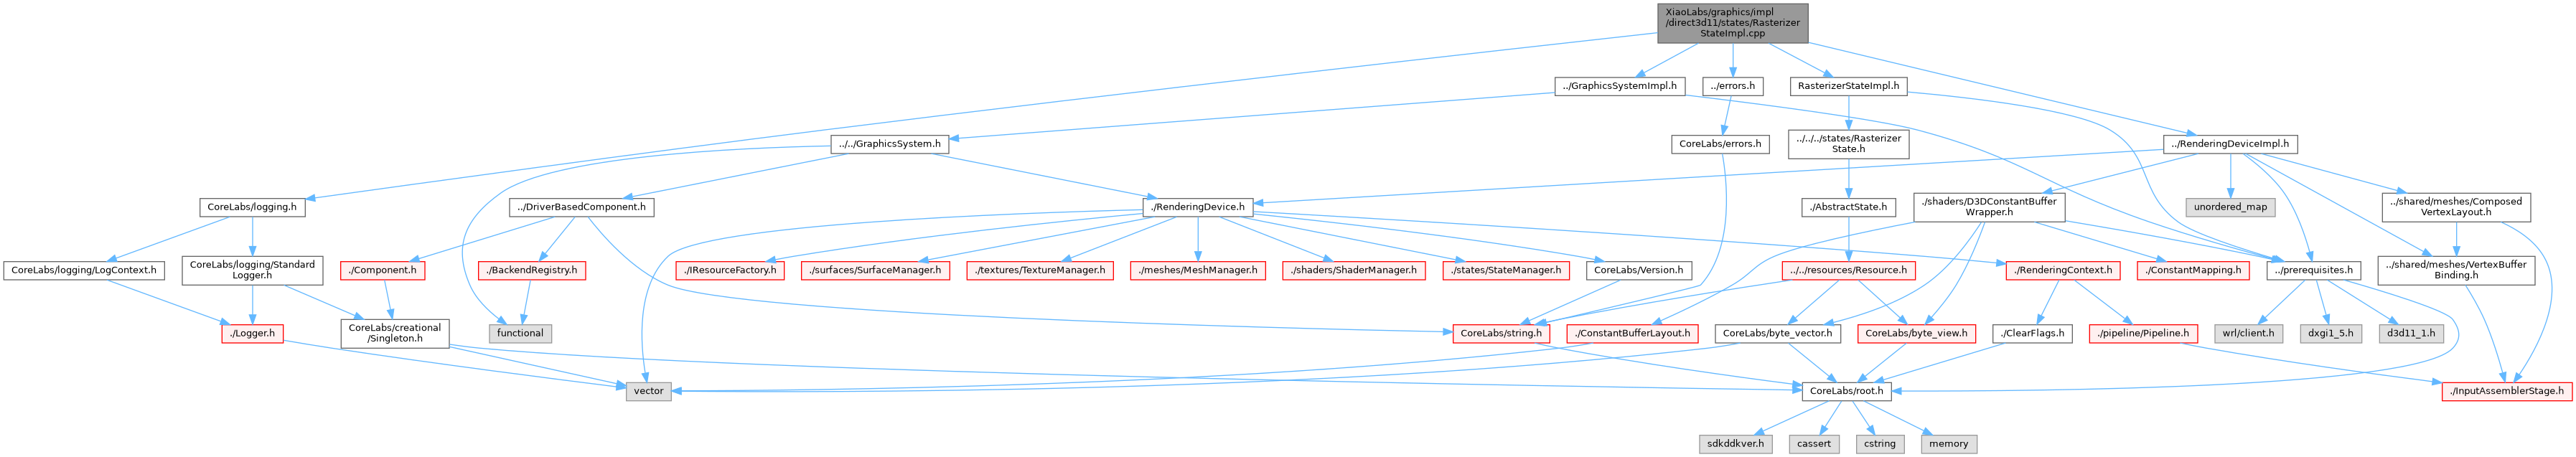 XiaoLabs/graphics/impl
/direct3d11/states/Rasterizer
StateImpl.cpp
../GraphicsSystemImpl.h
../errors.h
RasterizerStateImpl.h
../../GraphicsSystem.h
CoreLabs/errors.h
../../../states/Rasterizer
State.h
../RenderingDeviceImpl.h
CoreLabs/logging.h
../DriverBasedComponent.h
./RenderingDevice.h
./AbstractState.h
./shaders/D3DConstantBuffer
Wrapper.h
unordered_map
../shared/meshes/Composed
VertexLayout.h
CoreLabs/logging/LogContext.h
CoreLabs/logging/Standard
Logger.h
./Component.h
./BackendRegistry.h
./IResourceFactory.h
./surfaces/SurfaceManager.h
./textures/TextureManager.h
./meshes/MeshManager.h
./shaders/ShaderManager.h
./states/StateManager.h
CoreLabs/Version.h
../../resources/Resource.h
./RenderingContext.h
./ConstantMapping.h
../prerequisites.h
../shared/meshes/VertexBuffer
Binding.h
./Logger.h
CoreLabs/creational
/Singleton.h
functional
CoreLabs/string.h
./ConstantBufferLayout.h
CoreLabs/byte_vector.h
CoreLabs/byte_view.h
./ClearFlags.h
./pipeline/Pipeline.h
wrl/client.h
dxgi1_5.h
d3d11_1.h
vector
CoreLabs/root.h
./InputAssemblerStage.h
sdkddkver.h
cassert
cstring
memory